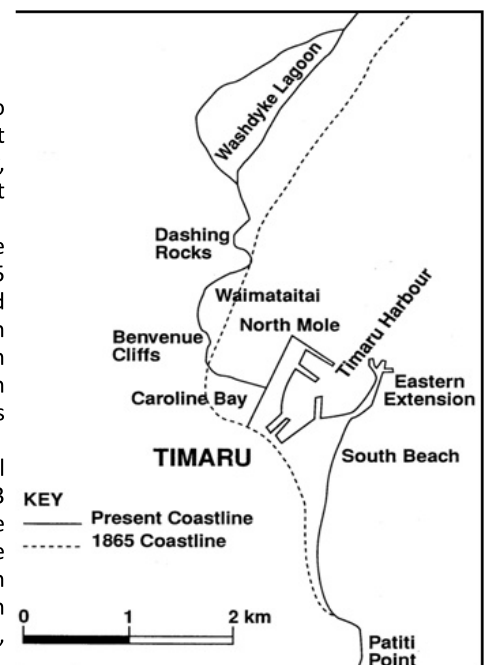 Washdyke Lagoon
Dashing
Rocks
Waimataitai
North Mole
Timaru Harbour
Benvenue
Cliffs
Eastern
Extension
Caroline Bay
TIMARU
South Beach
KEY
Present Coastline
1865 Coastline
0 1 2 km
Patiti
Point